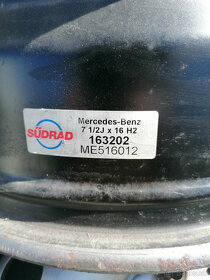 SÜDRAD
Mercedes-Benz
7 1/2J x 16 H2
163202
ME516012